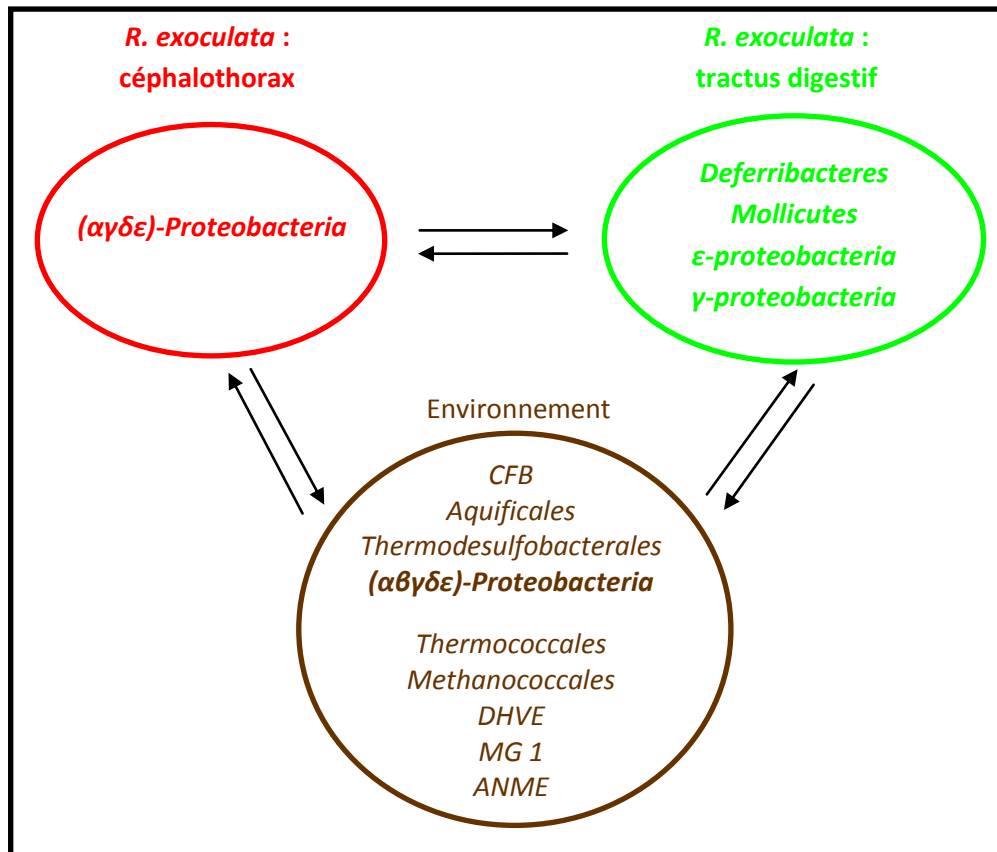 R. exoculata :
céphalothorax
R. exoculata :
tractus digestif
(αγδε)-Proteobacteria
Deferribacteres
Mollicutes
ε-proteobacteria
γ-proteobacteria
Environnement
CFB
Aquificales
Thermodesulfobacterales
(αβγδε)-Proteobacteria
Thermococcales
Methanococcales
DHVE
MG 1
ANME